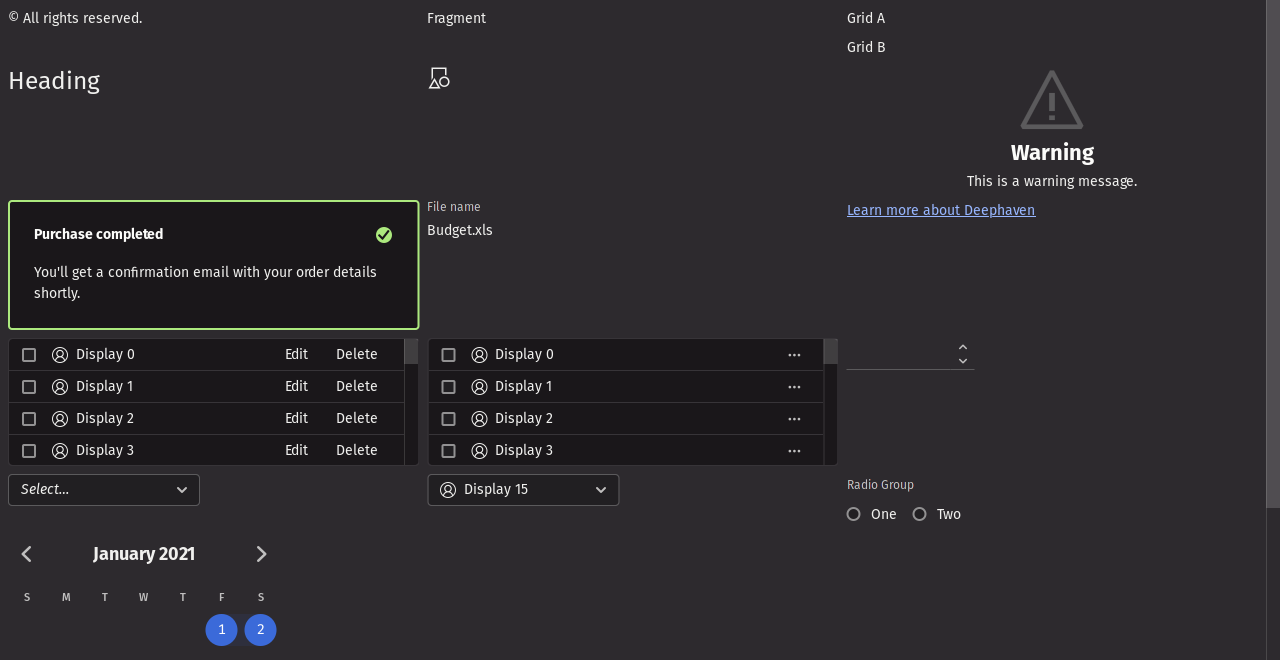 © All rights reserved.
Fragment
Grid A
Grid B
Heading
Warning
This is a warning message.
Purchase completed
You'll get a confirmation email with your order details
shortly.
File name
Budget.xls
Learn more about Deephaven
Display 0 Edit Delete
Display 1 Edit Delete
Display 2 Edit Delete
Display 3 Edit Delete
Display 0
Display 1
Display 2
Display 3
Select...
Display 15
Radio Group
One Two
January 2021
S M T W T F S
1 2